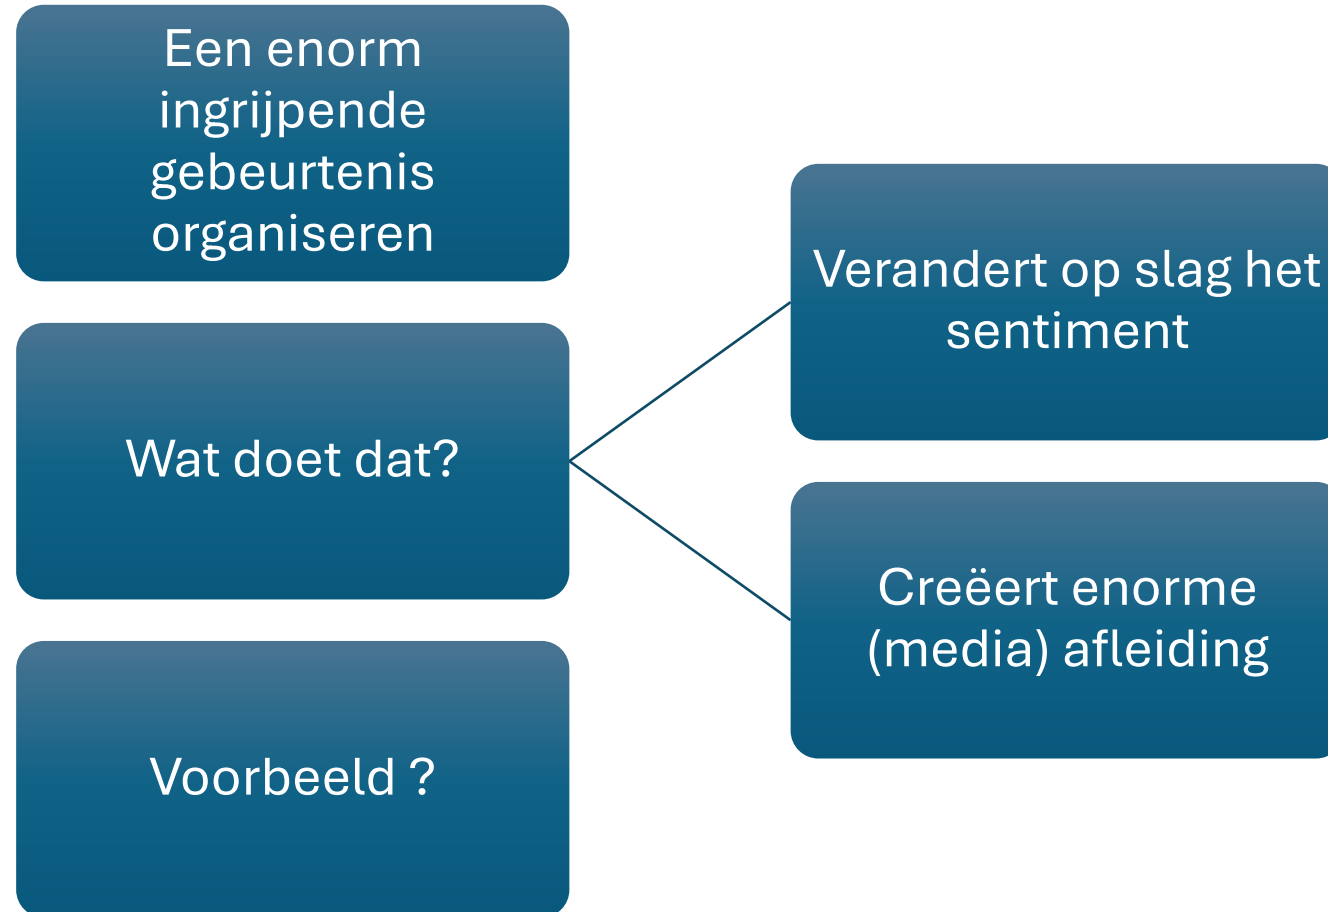 Een enorm
ingrijpende
gebeurtenis
organiseren
Wat doet dat?
Verandert op slag het
sentiment
Creëert enorme
(media) afleiding
Voorbeeld ?